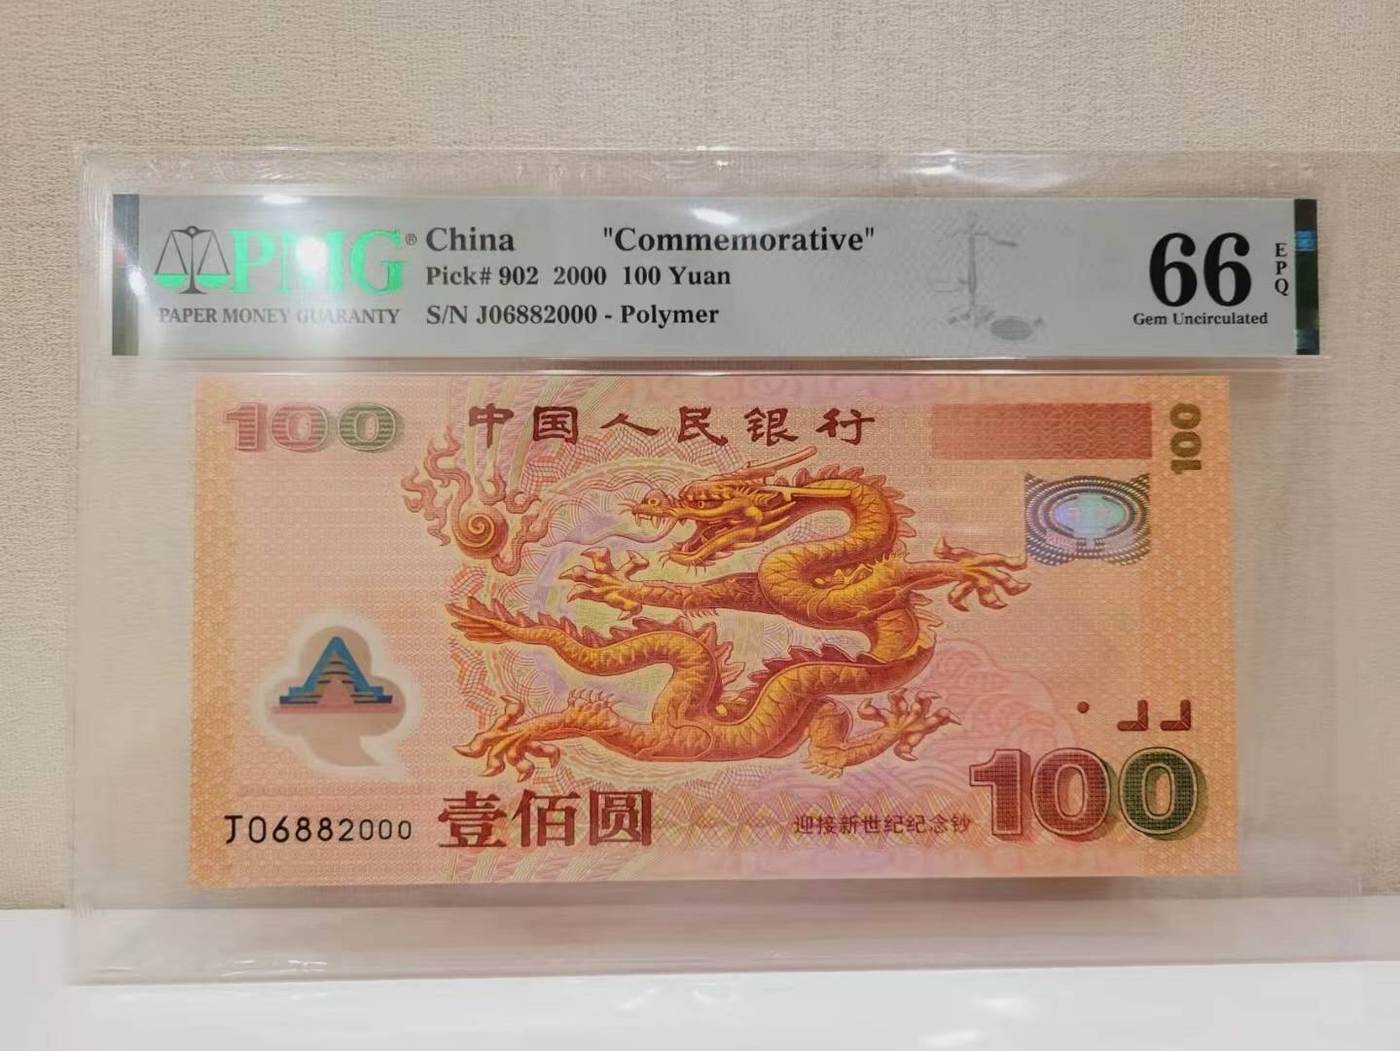 PMG® China "Commemorative"
Pick# 902 2000 100 Yuan
PAPER MONEY GUARANTY S/N J06882000 - Polymer
66 EPQ
Gem Uncirculated
100 中国人民银行 100
J06882000 壹佰圆 迎接新世纪纪念钞 100